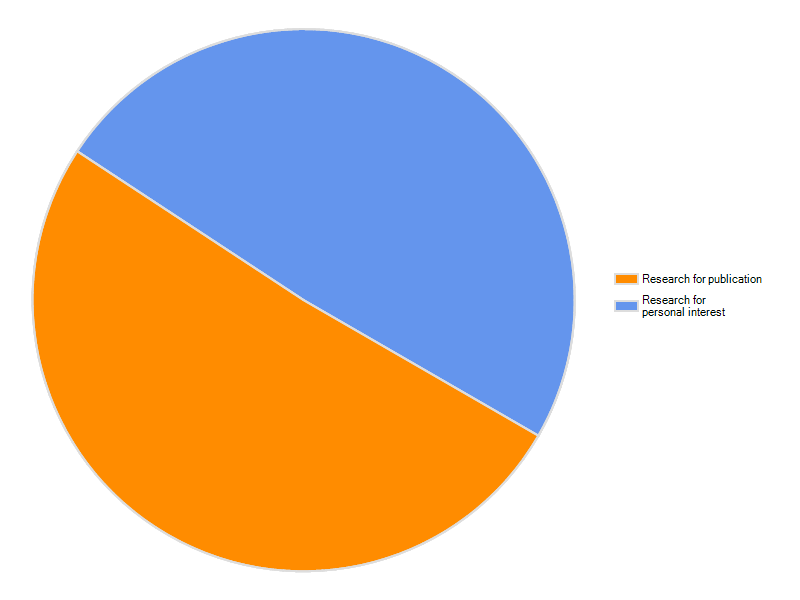 Research for publication
Research for
personal interest